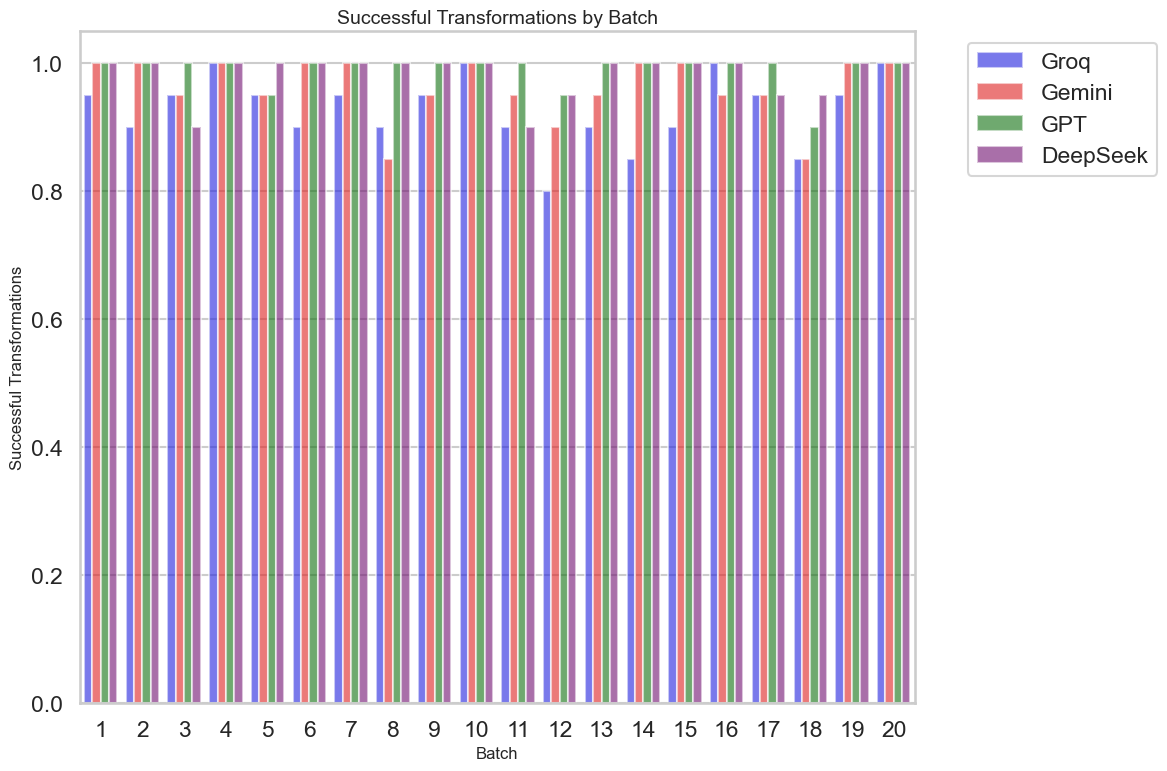 Successful Transformations by Batch
Successful Transformations
1.0
0.8
0.6
0.4
0.2
0.0
1 2 3 4 5 6 7 8 9 10 11 12 13 14 15 16 17 18 19 20
Batch
Groq
Gemini
GPT
DeepSeek